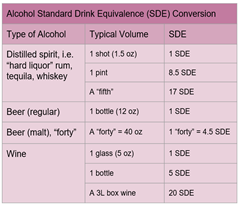 Alcohol Standard Drink Equivalence (SDE) Conversion
Type of Alcohol Typical Volume SDE
Distilled spirit, i.e. 1 shot (1.5 oz) 1 SDE
"hard liquor" rum,
tequila, whiskey 1 pint 8.5 SDE
A "fifth" 17 SDE
Beer (regular) 1 bottle (12 oz) 1 SDE
Beer (malt), "forty" A "forty" = 40 oz 1 "forty" = 4.5 SDE
Wine 1 glass (5 oz) 1 SDE
1 bottle 5 SDE
A 3L box wine 20 SDE